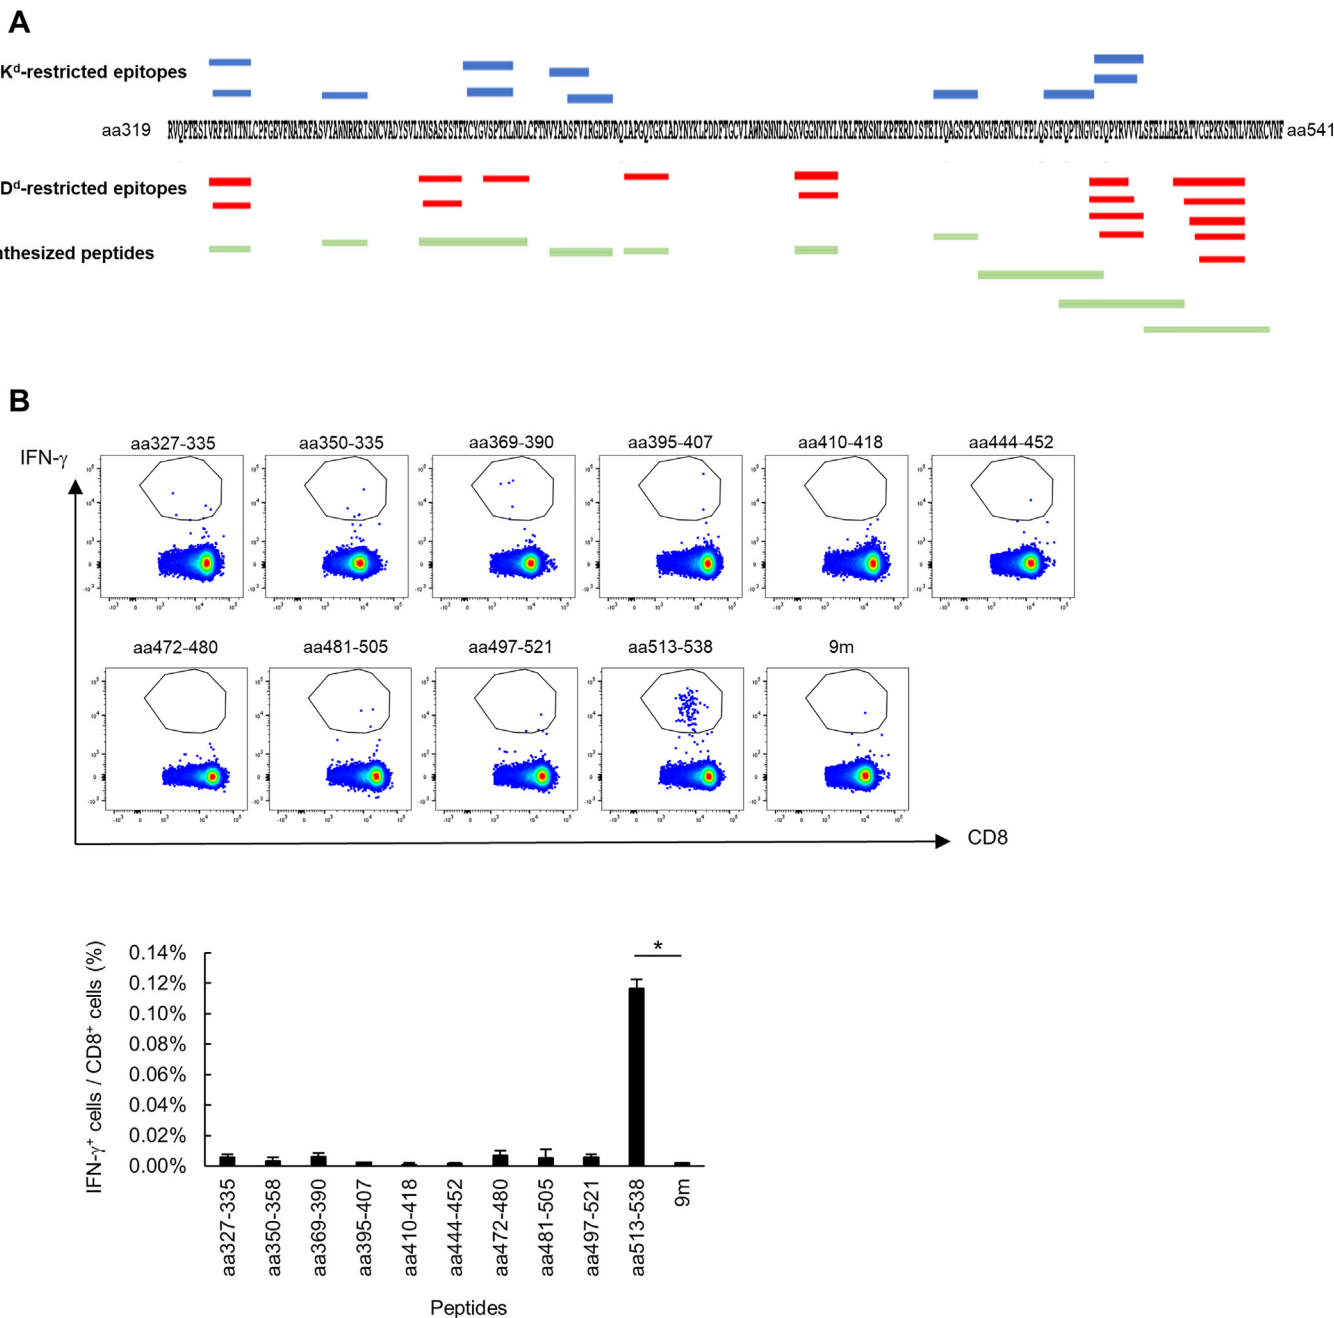 A
Kᵈ-restricted epitopes
aa319 RVQPTESIVRFPNITNLCPFGEVFNATRFASVYAWNRKRISNCVADYSVLYNSASFSTFKCYGVSPTKLNDLCFTNVYADSFVIRGDEVRQIAPGQTGKIADYNYKLPDDFTGCVIAWNSNNLDSKVGGNYNYLYRLFRKSNLKPFERDISTEIYQAGSTPCNGVEGFNCYFPLQSYGFQPTNGVGYQPYRVVVLSFELLHAPATVCGPKKSTNLVKNKCVNF aa541
Dᵈ-restricted epitopes
nthesized peptides
B
aa327-335 aa350-335 aa369-390 aa395-407 aa410-418 aa444-452
IFN-γ
aa472-480 aa481-505 aa497-521 aa513-538 9m
CD8
IFN-γ⁺ cells / CD8⁺ cells (%)
0.14%
0.12%
0.10%
0.08%
0.06%
0.04%
0.02%
0.00%
*
aa327-335
aa350-358
aa369-390
aa395-407
aa410-418
aa444-452
aa472-480
aa481-505
aa497-521
aa513-538
9m
Peptides